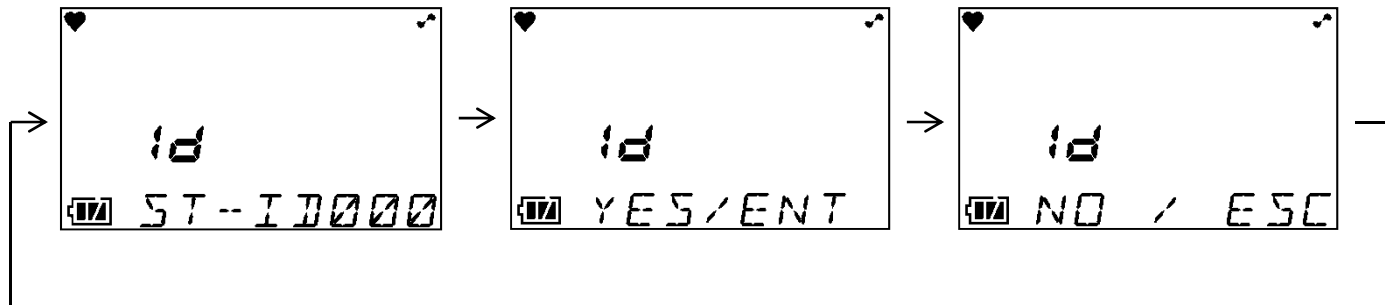 Id
ST-ID000
Id
YES/ENT
Id
NO / ESC